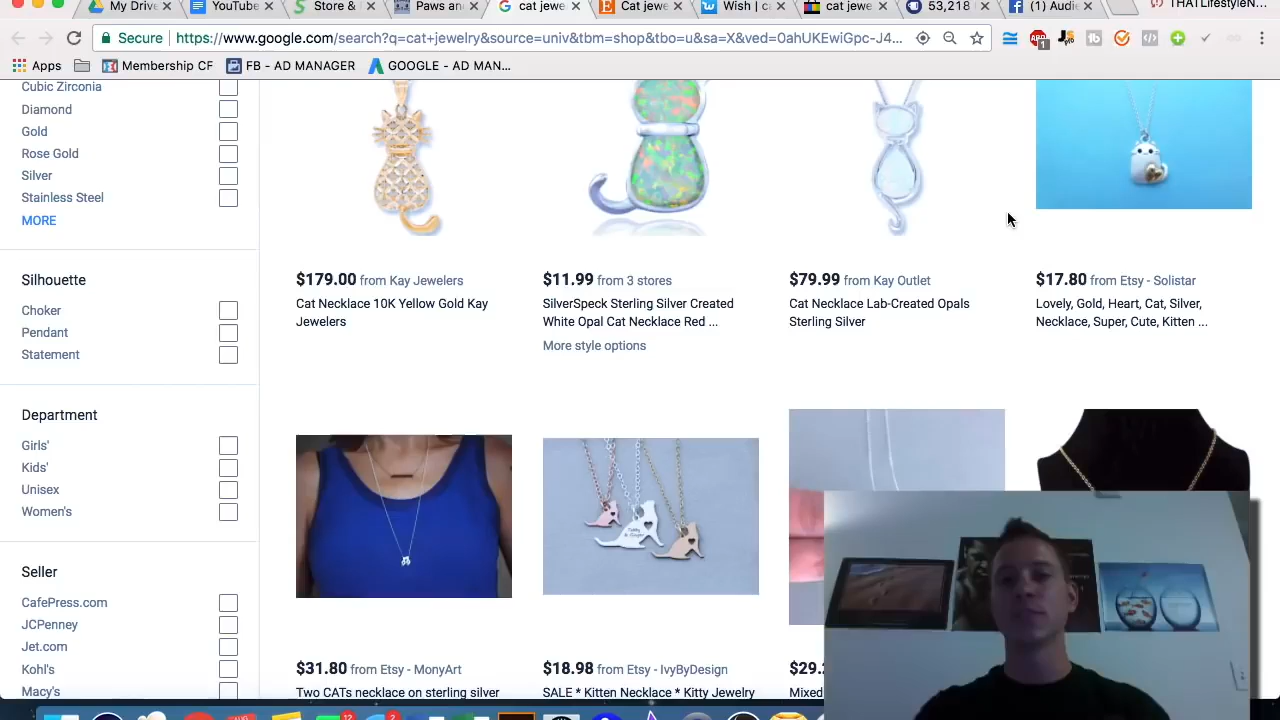 My Drive
YouTube
Store &
Paws an
cat jewe
Cat jewe
Wish | c
cat jewe
53,218
(1) Audie
THATLifestyleN...
Secure
https://www.google.com/search?q=cat+jewelry&source=univ&tbm=shop&tbo=u&sa=X&ved=0ahUKEwiGpc-J4...
1
Apps
Membership CF
FB - AD MANAGER
GOOGLE - AD MAN...
Cubic Zirconia
Diamond
Gold
Rose Gold
Silver
Stainless Steel
MORE
Silhouette
Choker
Pendant
Statement
Department
Girls'
Kids'
Unisex
Women's
Seller
CafePress.com
JCPenney
Jet.com
Kohl's
Macy's
$179.00 from Kay Jewelers
Cat Necklace 10K Yellow Gold Kay
Jewelers
$11.99 from 3 stores
SilverSpeck Sterling Silver Created
White Opal Cat Necklace Red ...
More style options
$79.99 from Kay Outlet
Cat Necklace Lab-Created Opals
Sterling Silver
$17.80 from Etsy - Solistar
Lovely, Gold, Heart, Cat, Silver,
Necklace, Super, Cute, Kitten ...
$31.80 from Etsy - MonyArt
Two CATs necklace on sterling silver
$18.98 from Etsy - IvyByDesign
SALE * Kitten Necklace * Kitty Jewelry
$29.2
Mixed
12
2